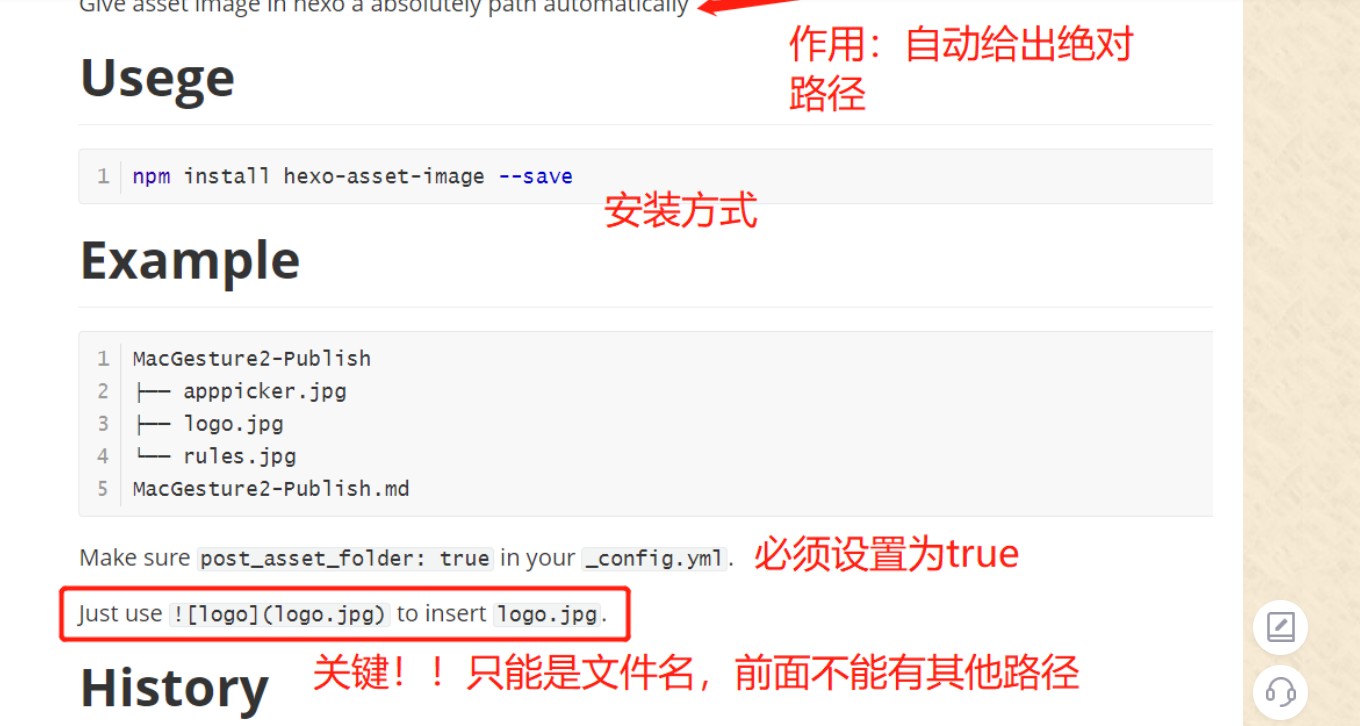 Give asset image in hexo a absolutely path automatically
作用：自动给出绝对
路径
Usege
1 npm install hexo-asset-image --save
安装方式
Example
1 MacGesture2-Publish
2 ├── apppicker.jpg
3 ├── logo.jpg
4 └── rules.jpg
5 MacGesture2-Publish.md
Make sure post_asset_folder: true in your _config.yml. 必须设置为true
Just use ![logo](logo.jpg) to insert logo.jpg.
关键！！只能是文件名，前面不能有其他路径
History